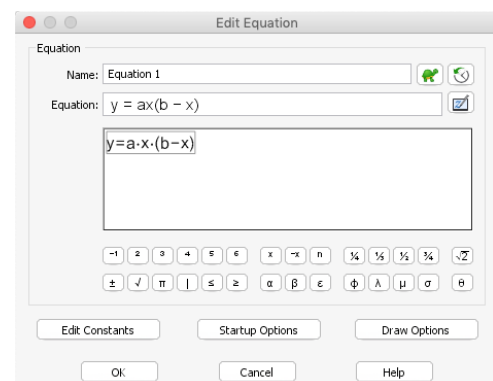 Edit Equation
Equation
Name: Equation 1
Equation: y = ax(b − x)
y=a·x·(b−x)
-1 2 3 4 5 6 x -x n ¼ ⅓ ½ ¾ √2
± √ π | ≤ ≥ α β ε ϕ λ μ σ θ
Edit Constants Startup Options Draw Options
OK Cancel Help